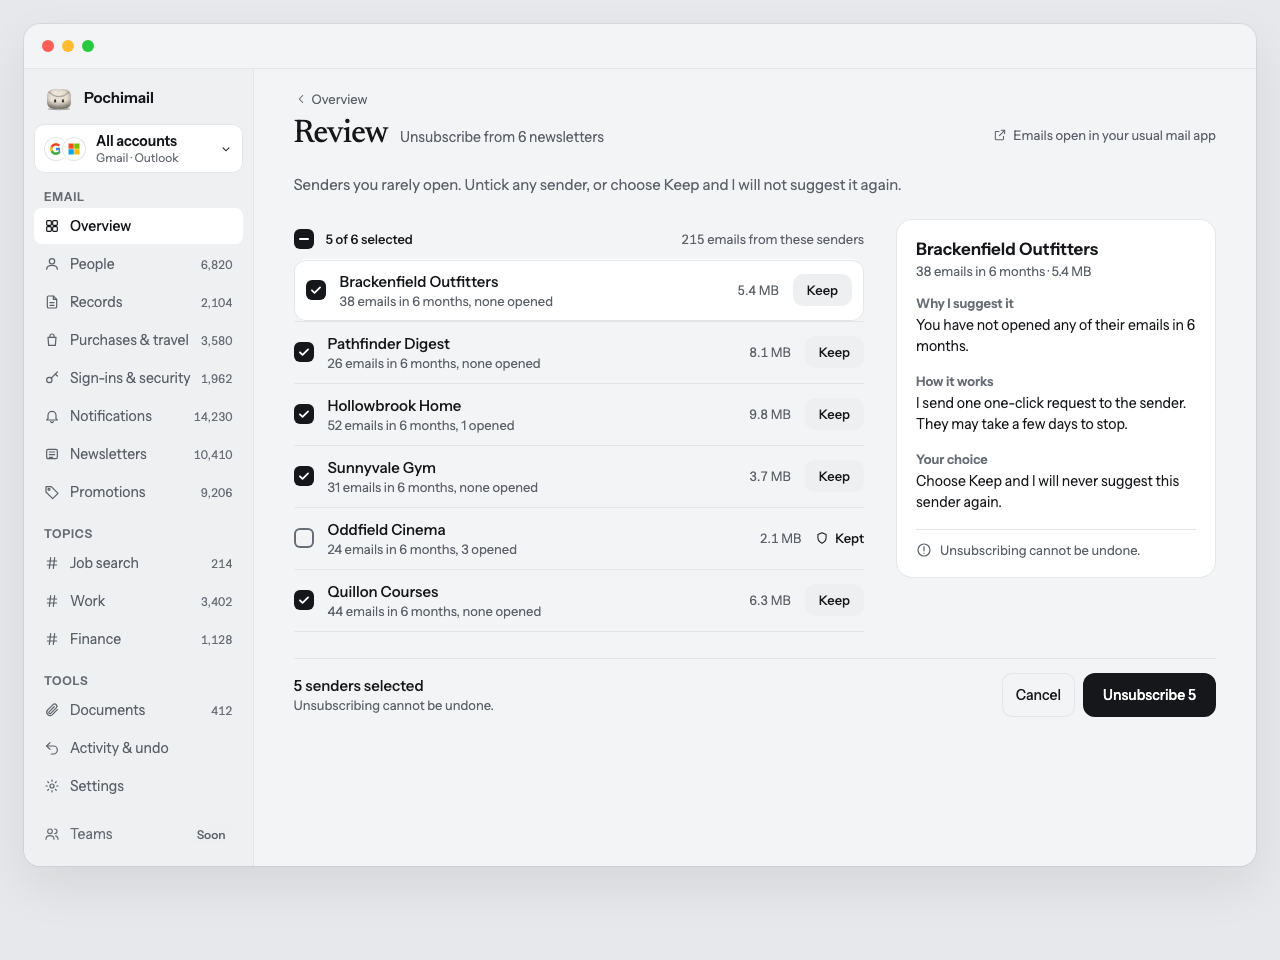 Pochimail
All accounts
Gmail · Outlook
EMAIL
Overview
People 6,820
Records 2,104
Purchases & travel 3,580
Sign-ins & security 1,962
Notifications 14,230
Newsletters 10,410
Promotions 9,206
TOPICS
# Job search 214
# Work 3,402
# Finance 1,128
TOOLS
Documents 412
Activity & undo
Settings
Teams Soon
Overview
Review Unsubscribe from 6 newsletters
Emails open in your usual mail app
Senders you rarely open. Untick any sender, or choose Keep and I will not suggest it again.
5 of 6 selected 215 emails from these senders
Brackenfield Outfitters
38 emails in 6 months, none opened
5.4 MB Keep
Pathfinder Digest
26 emails in 6 months, none opened
8.1 MB Keep
Hollowbrook Home
52 emails in 6 months, 1 opened
9.8 MB Keep
Sunnyvale Gym
31 emails in 6 months, none opened
3.7 MB Keep
Oddfield Cinema
24 emails in 6 months, 3 opened
2.1 MB Kept
Quillon Courses
44 emails in 6 months, none opened
6.3 MB Keep
Brackenfield Outfitters
38 emails in 6 months · 5.4 MB
Why I suggest it
You have not opened any of their emails in 6
months.
How it works
I send one one-click request to the sender.
They may take a few days to stop.
Your choice
Choose Keep and I will never suggest this
sender again.
Unsubscribing cannot be undone.
5 senders selected
Unsubscribing cannot be undone.
Cancel Unsubscribe 5